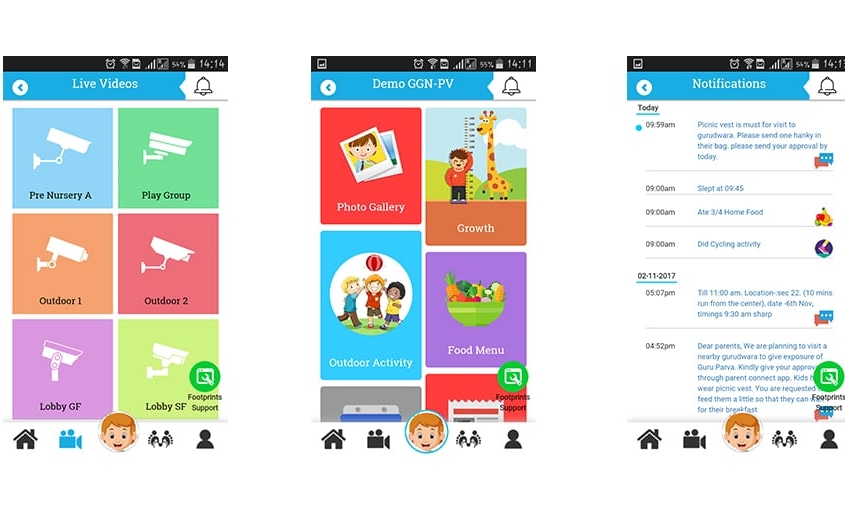 54% 14:14
Live Videos
Pre Nursery A
Play Group
Outdoor 1
Outdoor 2
Lobby GF
Lobby SF
Footprints
Support
55% 14:11
Demo GGN-PV
Photo Gallery
Growth
Outdoor Activity
Food Menu
Footprints
Support
54% 14:1
Notifications
Today
09:59am
Picnic vest is must for visit to
gurudwara. Please send one hanky in
their bag. please send your approval by
today.
09:00am
Slept at 09:45
09:00am
Ate 3/4 Home Food
09:00am
Did Cycling activity
02-11-2017
05:07pm
Till 11:00 am. Location-:sec 22, (10 mins
run from the center), date -6th Nov,
timings 9:30 am sharp
04:52pm
Dear parents, We are planning to visit a
nearby gurudwara to give exposure of
Guru Parva. Kindly give your approv
through parent connect app. Kids h
wear picnic vest. You are requested
feed them a little so that they can
for their breakfast
Footprints
Support